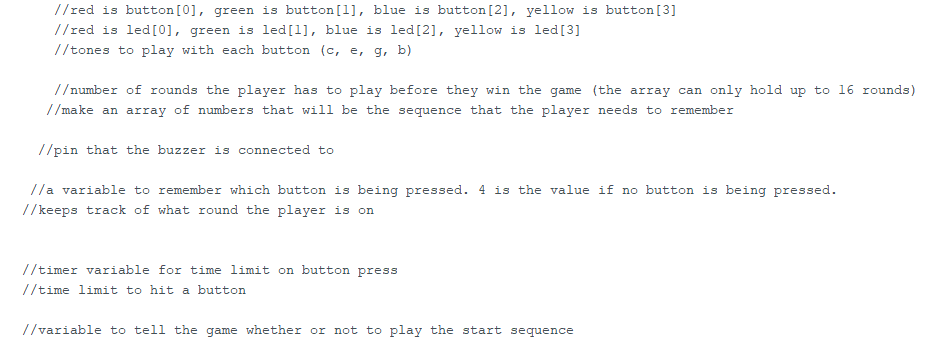 //red is button[0], green is button[1], blue is button[2], yellow is button[3]
//red is led[0], green is led[1], blue is led[2], yellow is led[3]
//tones to play with each button (c, e, g, b)
//number of rounds the player has to play before they win the game (the array can only hold up to 16 rounds)
//make an array of numbers that will be the sequence that the player needs to remember
//pin that the buzzer is connected to
//a variable to remember which button is being pressed. 4 is the value if no button is being pressed.
//keeps track of what round the player is on
//timer variable for time limit on button press
//time limit to hit a button
//variable to tell the game whether or not to play the start sequence